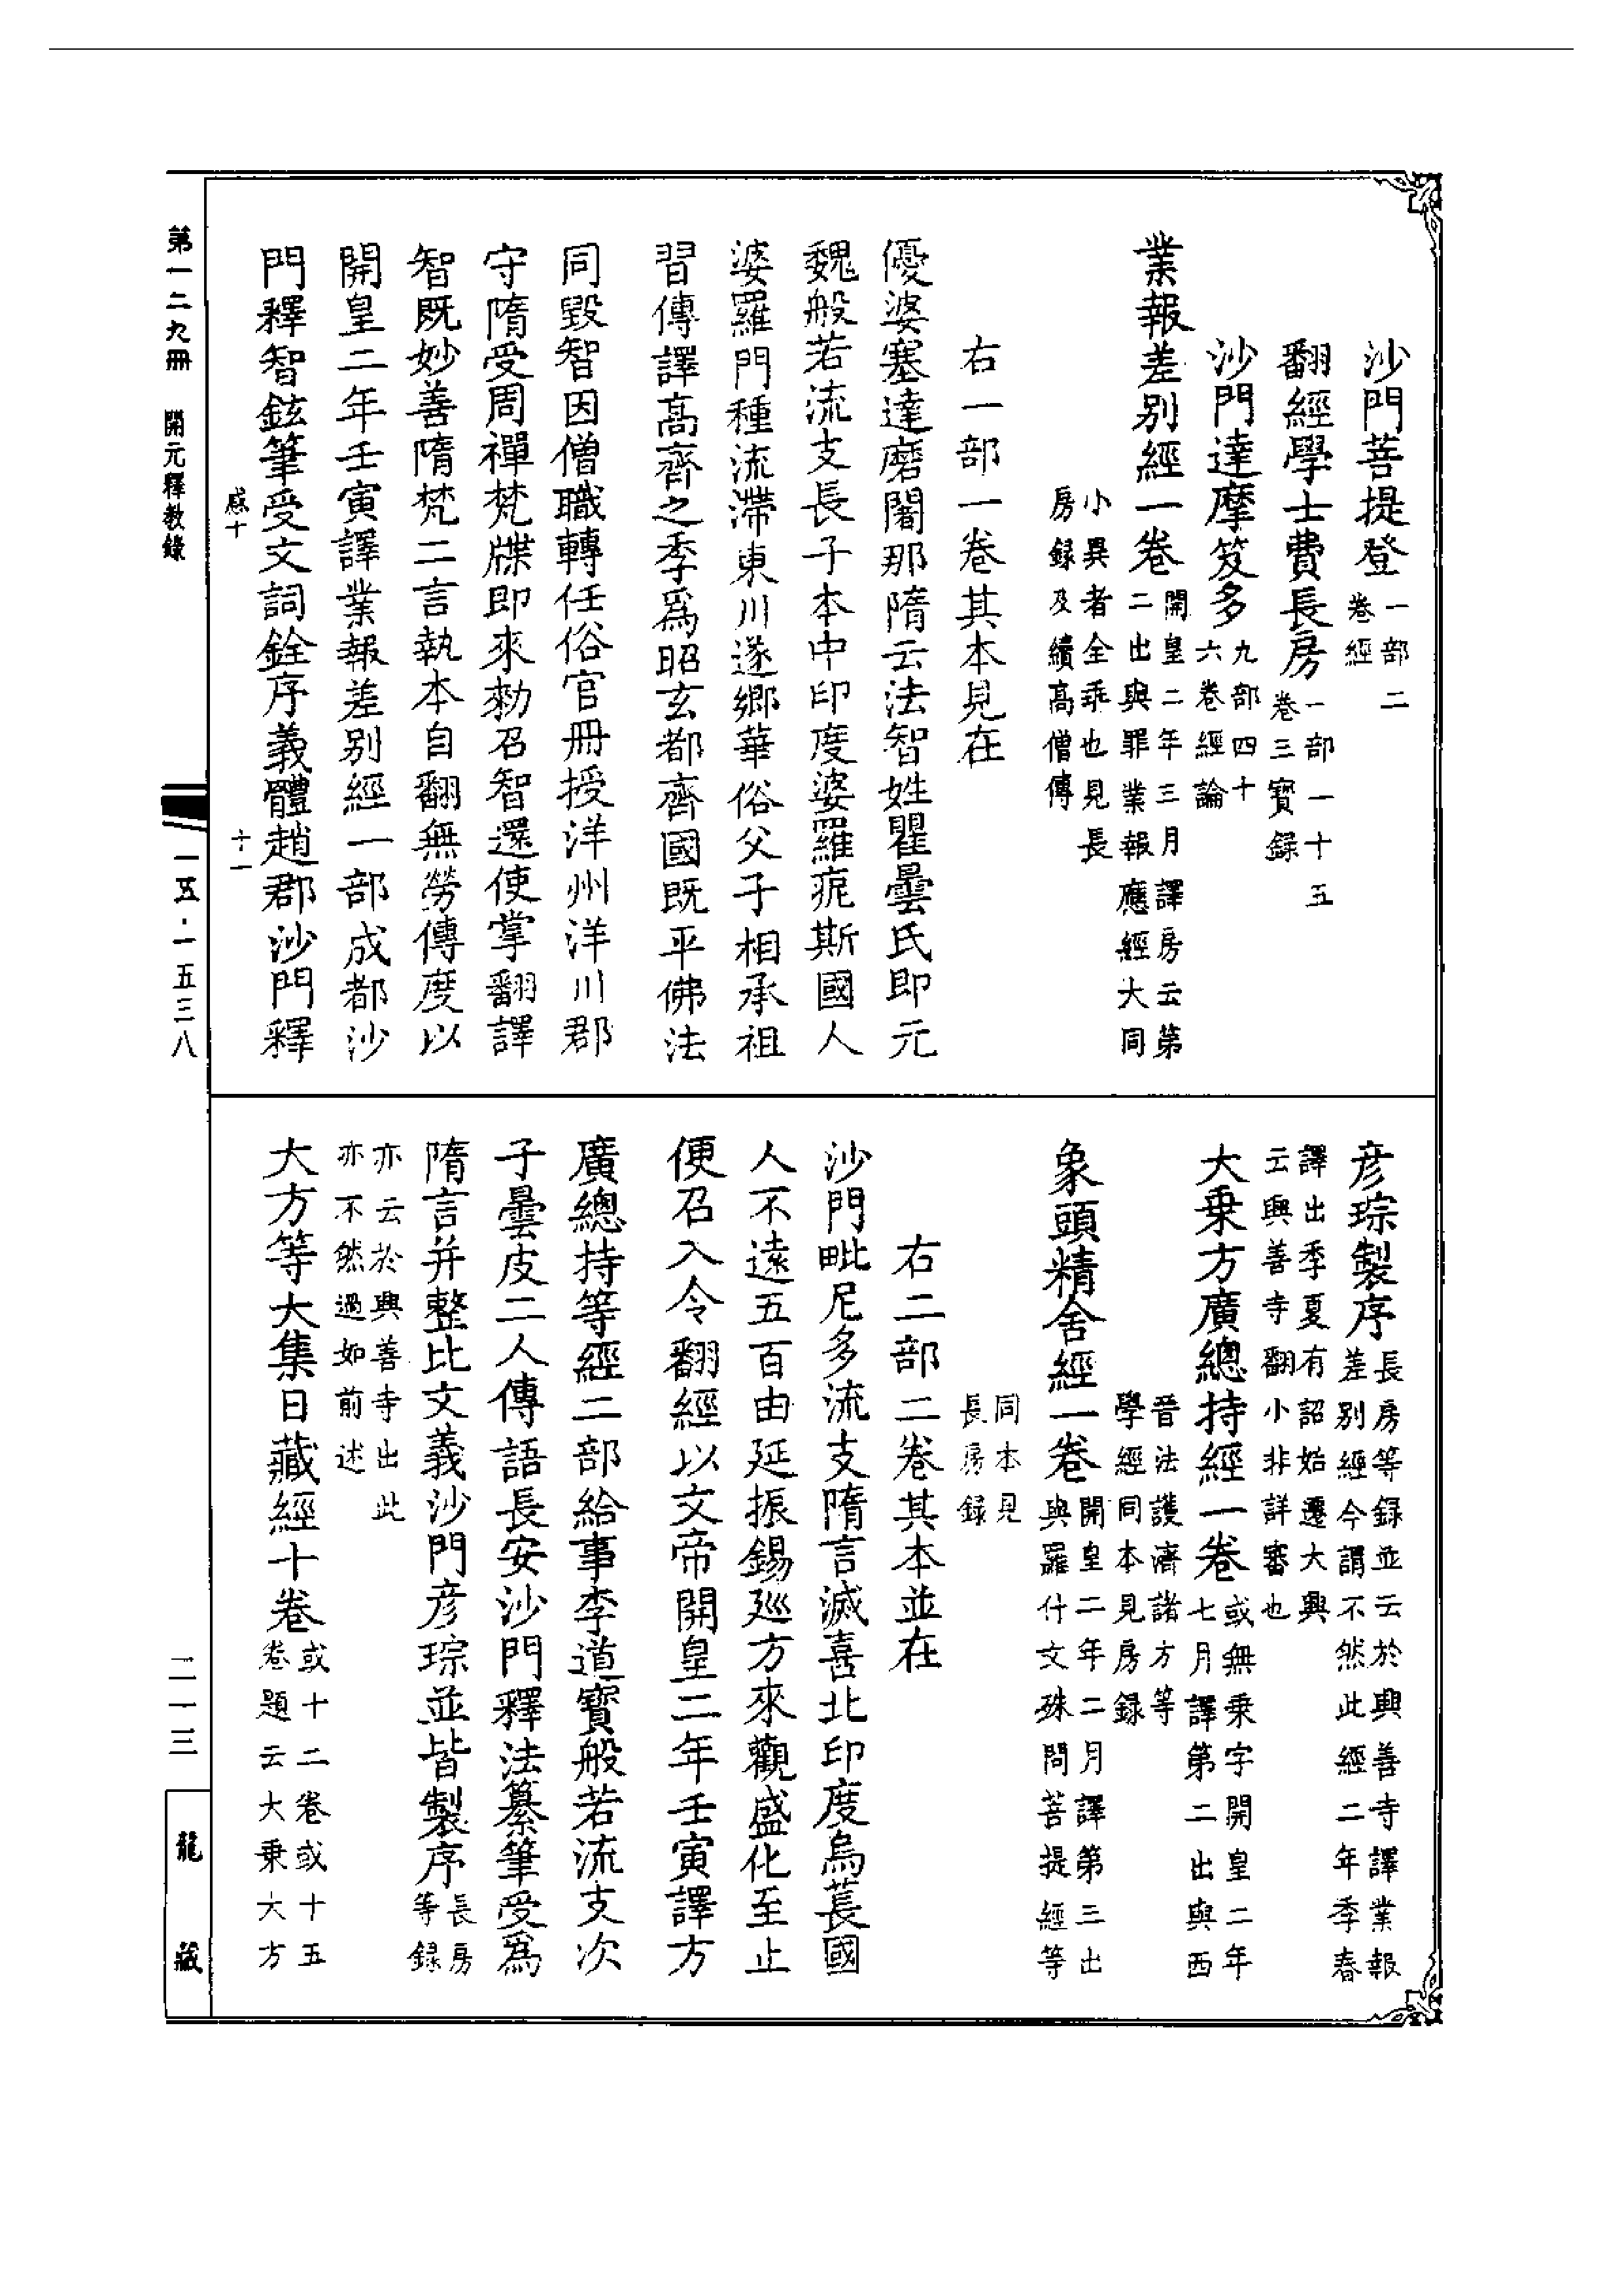 沙門菩提登一部二卷經
翻經學士費長房一部一十五卷三寶録
沙門達摩笈多九部四十六卷經論
業報差别經一卷開皇二年三月譯房云第二出與罪業報應經大同
小異者全乖也見長房録及續高僧傳
右一部一卷其本見在
優婆塞達磨闍那隋云法智姓瞿曇氏即元
魏般若流支長子本中印度婆羅痆斯國人
婆羅門種流滯東川遂鄉華俗父子相承祖
習傳譯高齊之季爲昭玄都齊國既平佛法
同毀智因僧職轉任俗官冊授洋州洋川郡
守隋受周禪梵牒即來勑召智還使掌翻譯
智既妙善隋梵二言執本自翻無勞傳度以
開皇二年壬寅譯業報差别經一部成都沙
門釋智鉉筆受文詞銓序義體趙郡沙門釋
感十
十一
彦琮製序長房等録並云於興善寺譯業報差别經今謂不然此經二年季春
譯出季夏有詔始遷大興云興善寺翻小非詳審也
大乗方廣總持經一卷或無乗字開皇二年七月譯第二出與西
晉法護濟諸方等學經同本見房録
象頭精舍經一卷開皇二年二月譯第三出與羅什文殊問菩提經等
同本見長房録
右二部二卷其本並在
沙門毗尼多流支隋言滅喜北印度烏萇國
人不遠五百由延振錫廵方來觀盛化至止
便召入令翻經以文帝開皇二年壬寅譯方
廣總持等經二部給事李道寶般若流支次
子曇皮二人傳語長安沙門釋法纂筆受爲
隋言并整比文義沙門彦琮並皆製序長房等録
亦云於興善寺出此亦不然過如前述
大方等大集日藏經十卷或十二卷或十五卷題云大乗大方
第一二九冊 開元釋教錄
一五·一五三八
二一三
龍藏